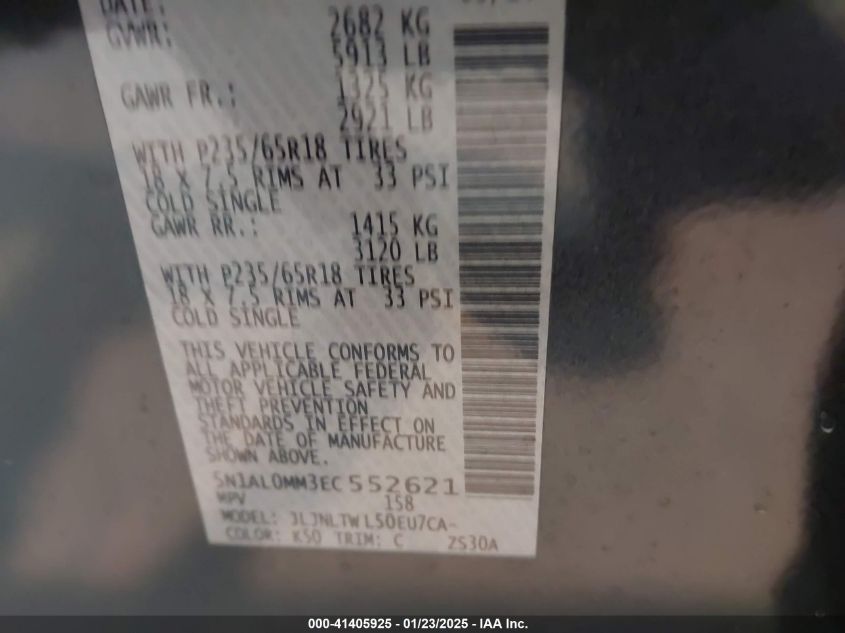 DATE:
GVWR: 2682 KG
5913 LB
GAWR FR.: 1325 KG
2921 LB
WITH P235/65R18 TIRES
18 X 7.5 RIMS AT 33 PSI
COLD SINGLE
GAWR RR.: 1415 KG
3120 LB
WITH P235/65R18 TIRES
18 X 7.5 RIMS AT 33 PSI
COLD SINGLE
THIS VEHICLE CONFORMS TO
ALL APPLICABLE FEDERAL
MOTOR VEHICLE SAFETY AND
THEFT PREVENTION
STANDARDS IN EFFECT ON
THE DATE OF MANUFACTURE
SHOWN ABOVE.
5N1AL0MM3EC552621
MPV 158
MODEL: JLJNLTWL50EU7CA-
COLOR: K50 TRIM: C ZS30A
000-41405925 - 01/23/2025 - IAA Inc.